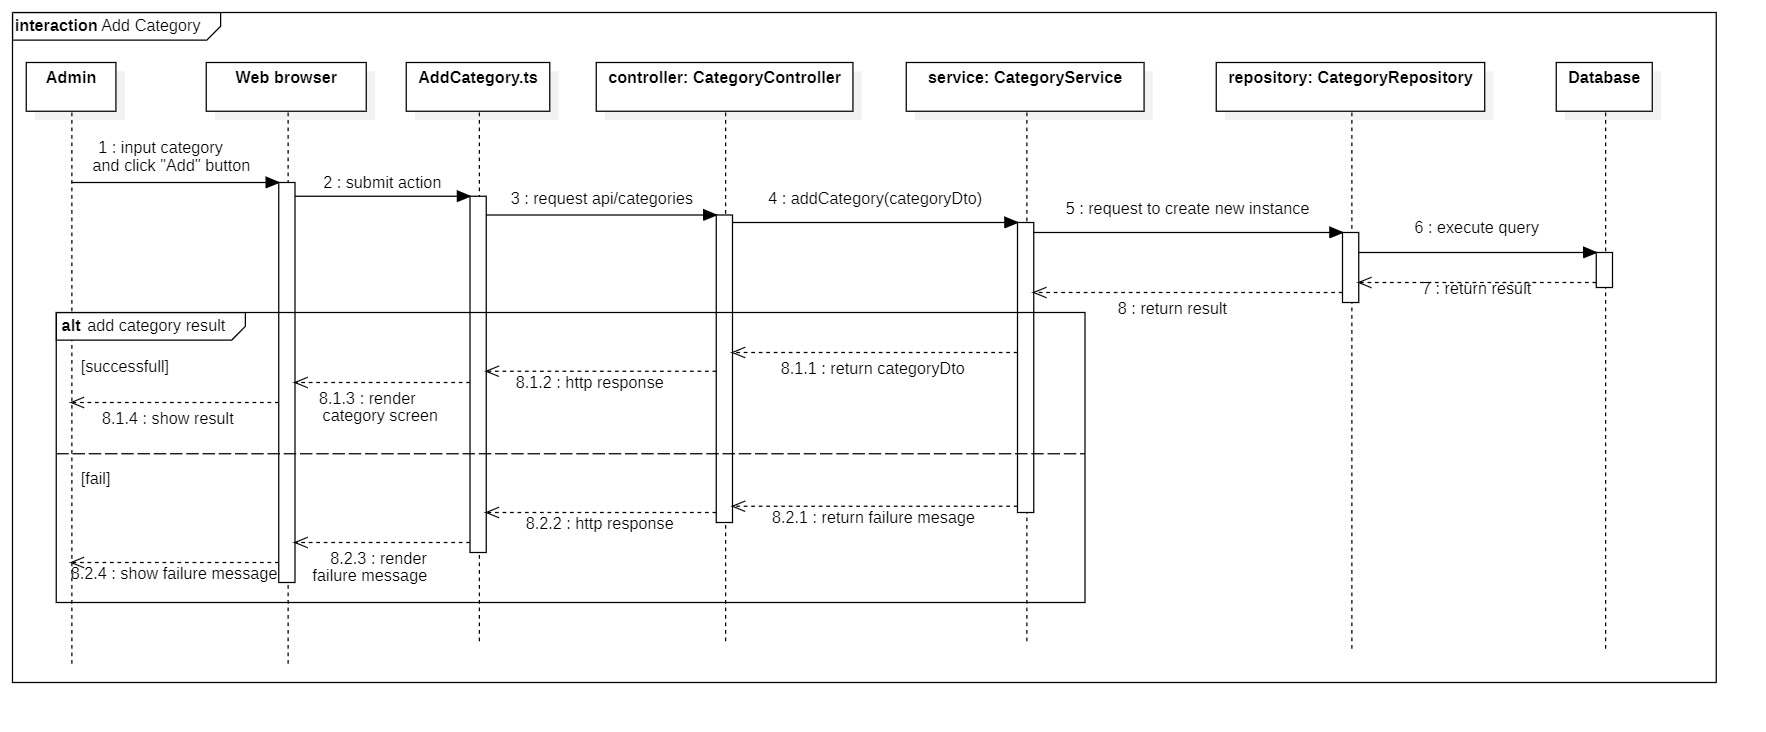 interaction Add Category
Admin
Web browser
AddCategory.ts
controller: CategoryController
service: CategoryService
repository: CategoryRepository
Database
1 : input category
and click "Add" button
2 : submit action
3 : request api/categories
4 : addCategory(categoryDto)
5 : request to create new instance
6 : execute query
7 : return result
8 : return result
alt add category result
[successfull]
8.1.1 : return categoryDto
8.1.2 : http response
8.1.3 : render
category screen
8.1.4 : show result
[fail]
8.2.1 : return failure mesage
8.2.2 : http response
8.2.3 : render
failure message
8.2.4 : show failure message